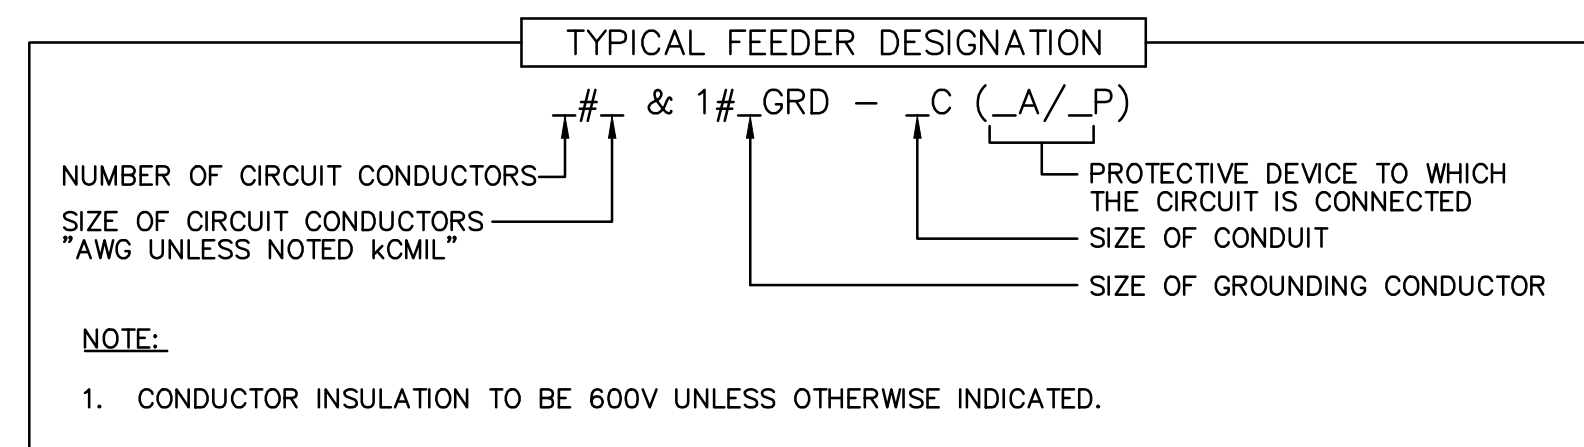 TYPICAL FEEDER DESIGNATION
_#_ & 1#_GRD - _C (_A/_P)
NUMBER OF CIRCUIT CONDUCTORS
SIZE OF CIRCUIT CONDUCTORS
"AWG UNLESS NOTED kCMIL"
PROTECTIVE DEVICE TO WHICH
THE CIRCUIT IS CONNECTED
SIZE OF CONDUIT
SIZE OF GROUNDING CONDUCTOR
NOTE:
1. CONDUCTOR INSULATION TO BE 600V UNLESS OTHERWISE INDICATED.